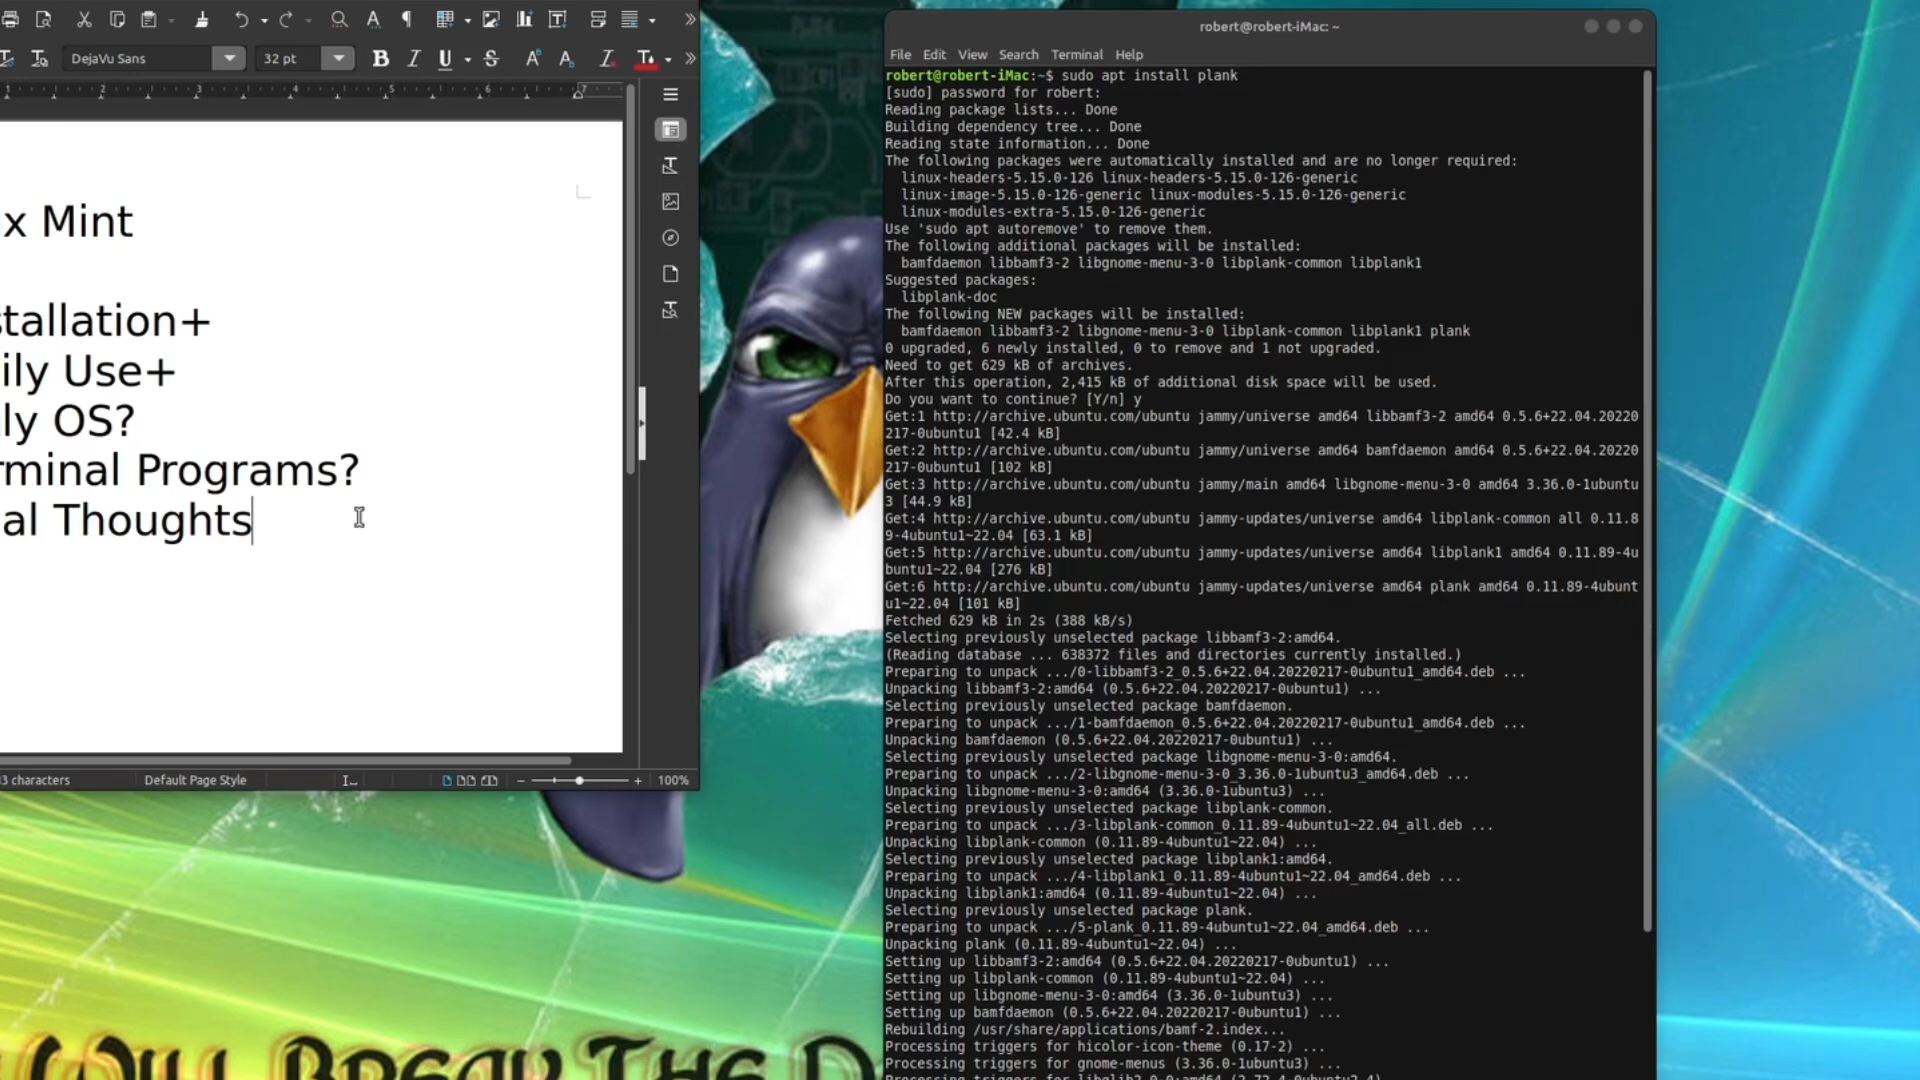 DejaVu Sans
32 pt
1 2 3 4 5 6 7
x Mint
stallation+
ily Use+
ly OS?
rminal Programs?
al Thoughts
3 characters
Default Page Style
100%
robert@robert-iMac: ~
File Edit View Search Terminal Help
robert@robert-iMac:~$ sudo apt install plank
[sudo] password for robert:
Reading package lists... Done
Building dependency tree... Done
Reading state information... Done
The following packages were automatically installed and are no longer required:
linux-headers-5.15.0-126 linux-headers-5.15.0-126-generic
linux-image-5.15.0-126-generic linux-modules-5.15.0-126-generic
linux-modules-extra-5.15.0-126-generic
Use 'sudo apt autoremove' to remove them.
The following additional packages will be installed:
bamfdaemon libbamf3-2 libgnome-menu-3-0 libplank-common libplank1
Suggested packages:
libplank-doc
The following NEW packages will be installed:
bamfdaemon libbamf3-2 libgnome-menu-3-0 libplank-common libplank1 plank
0 upgraded, 6 newly installed, 0 to remove and 1 not upgraded.
Need to get 629 kB of archives.
After this operation, 2,415 kB of additional disk space will be used.
Do you want to continue? [Y/n] y
Get:1 http://archive.ubuntu.com/ubuntu jammy/universe amd64 libbamf3-2 amd64 0.5.6+22.04.20220
217-0ubuntu1 [42.4 kB]
Get:2 http://archive.ubuntu.com/ubuntu jammy/universe amd64 bamfdaemon amd64 0.5.6+22.04.20220
217-0ubuntu1 [102 kB]
Get:3 http://archive.ubuntu.com/ubuntu jammy/main amd64 libgnome-menu-3-0 amd64 3.36.0-1ubuntu
3 [44.9 kB]
Get:4 http://archive.ubuntu.com/ubuntu jammy-updates/universe amd64 libplank-common all 0.11.8
9-4ubuntu1~22.04 [63.1 kB]
Get:5 http://archive.ubuntu.com/ubuntu jammy-updates/universe amd64 libplank1 amd64 0.11.89-4u
buntu1~22.04 [276 kB]
Get:6 http://archive.ubuntu.com/ubuntu jammy-updates/universe amd64 plank amd64 0.11.89-4ubunt
u1~22.04 [101 kB]
Fetched 629 kB in 2s (388 kB/s)
Selecting previously unselected package libbamf3-2:amd64.
(Reading database ... 638372 files and directories currently installed.)
Preparing to unpack .../0-libbamf3-2_0.5.6+22.04.20220217-0ubuntu1_amd64.deb ...
Unpacking libbamf3-2:amd64 (0.5.6+22.04.20220217-0ubuntu1) ...
Selecting previously unselected package bamfdaemon.
Preparing to unpack .../1-bamfdaemon_0.5.6+22.04.20220217-0ubuntu1_amd64.deb ...
Unpacking bamfdaemon (0.5.6+22.04.20220217-0ubuntu1) ...
Selecting previously unselected package libgnome-menu-3-0:amd64.
Preparing to unpack .../2-libgnome-menu-3-0_3.36.0-1ubuntu3_amd64.deb ...
Unpacking libgnome-menu-3-0:amd64 (3.36.0-1ubuntu3) ...
Selecting previously unselected package libplank-common.
Preparing to unpack .../3-libplank-common_0.11.89-4ubuntu1~22.04_all.deb ...
Unpacking libplank-common (0.11.89-4ubuntu1~22.04) ...
Selecting previously unselected package libplank1:amd64.
Preparing to unpack .../4-libplank1_0.11.89-4ubuntu1~22.04_amd64.deb ...
Unpacking libplank1:amd64 (0.11.89-4ubuntu1~22.04) ...
Selecting previously unselected package plank.
Preparing to unpack .../5-plank_0.11.89-4ubuntu1~22.04_amd64.deb ...
Unpacking plank (0.11.89-4ubuntu1~22.04) ...
Setting up libbamf3-2:amd64 (0.5.6+22.04.20220217-0ubuntu1) ...
Setting up libplank-common (0.11.89-4ubuntu1~22.04) ...
Setting up libgnome-menu-3-0:amd64 (3.36.0-1ubuntu3) ...
Setting up bamfdaemon (0.5.6+22.04.20220217-0ubuntu1) ...
Rebuilding /usr/share/applications/bamf-2.index...
Processing triggers for hicolor-icon-theme (0.17-2) ...
Processing triggers for gnome-menus (3.36.0-1ubuntu3) ...
Processing triggers for libglib2.0-0:amd64 (2.72.4-0ubuntu2.4) ...
Will Break The D